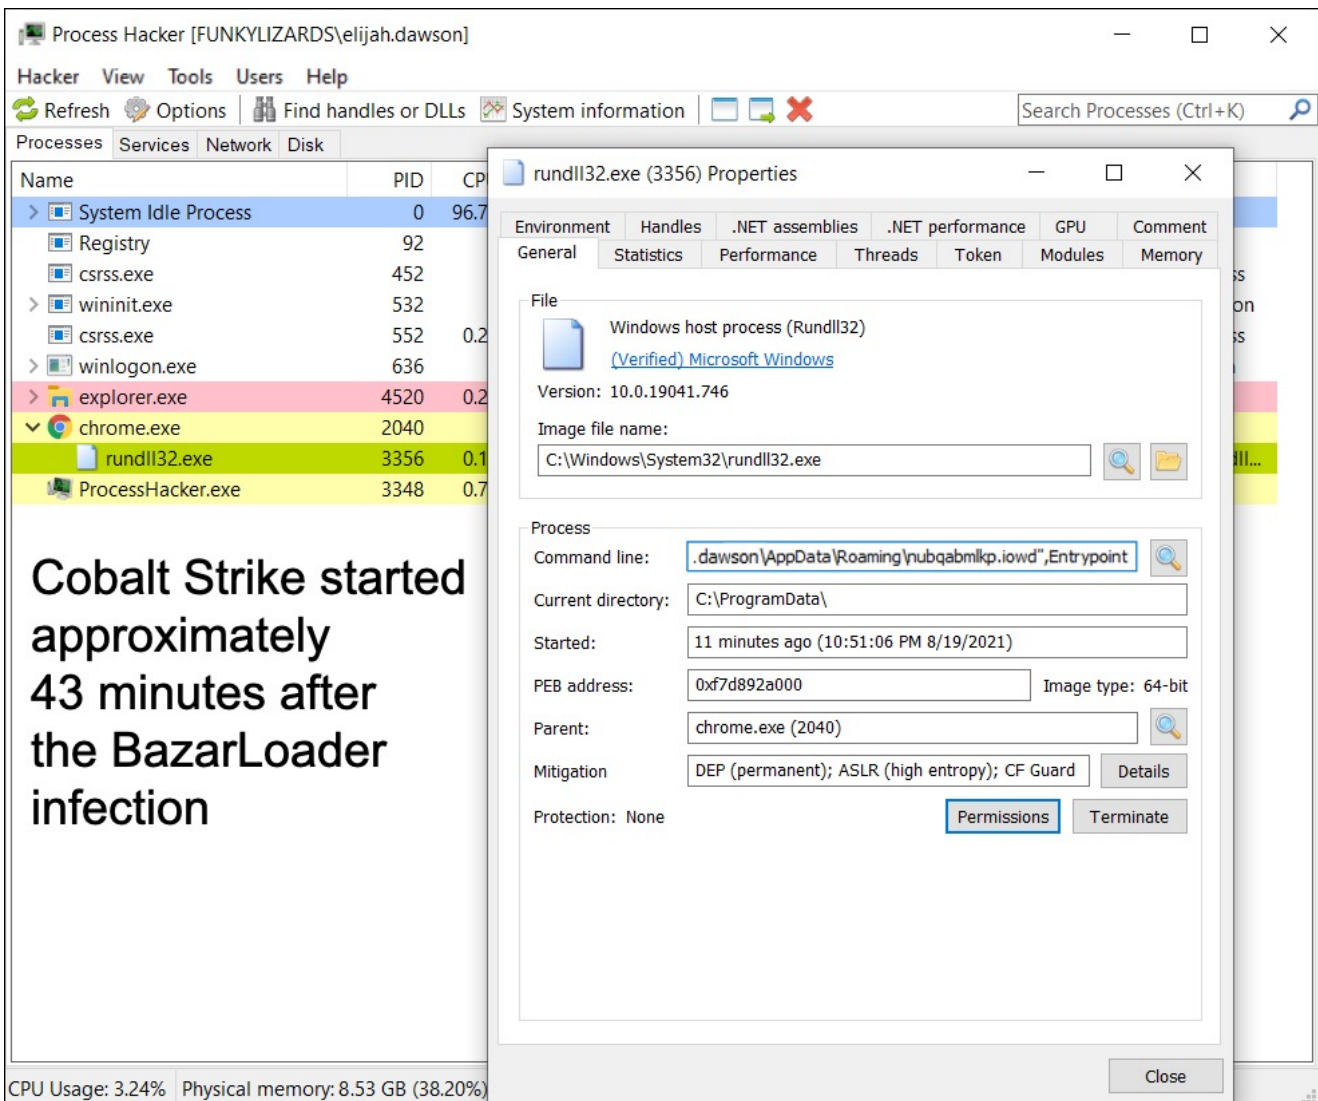 Process Hacker [FUNKYLIZARDS\elijah.dawson]
Hacker View Tools Users Help
Refresh Options Find handles or DLLs System information Search Processes (Ctrl+K)
Processes Services Network Disk
Name PID
System Idle Process 0 96.7
Registry 92
csrss.exe 452
wininit.exe 532
csrss.exe 552 0.2
winlogon.exe 636
explorer.exe 4520 0.2
chrome.exe 2040
rundll32.exe 3356 0.1
ProcessHacker.exe 3348 0.7
Cobalt Strike started
approximately
43 minutes after
the BazarLoader
infection
CPU Usage: 3.24% Physical memory: 8.53 GB (38.20%)
rundll32.exe (3356) Properties
Environment Handles .NET assemblies .NET performance GPU Comment
General Statistics Performance Threads Token Modules Memory
File
Windows host process (Rundll32)
(Verified) Microsoft Windows
Version: 10.0.19041.746
Image file name:
C:\Windows\System32\rundll32.exe
Process
Command line: .dawson\AppData\Roaming\nubqabmlkp.iowd",Entrypoint
Current directory: C:\ProgramData\
Started: 11 minutes ago (10:51:06 PM 8/19/2021)
PEB address: 0xf7d892a000 Image type: 64-bit
Parent: chrome.exe (2040)
Mitigation DEP (permanent); ASLR (high entropy); CF Guard Details
Protection: None Permissions Terminate
Close